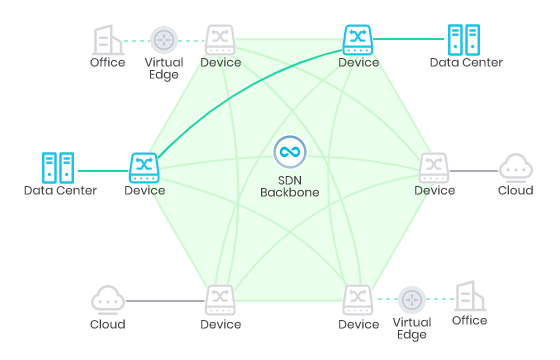 Office
Virtual
Edge
Device
Device
Data Center
Data Center
Device
SDN
Backbone
Device
Cloud
Cloud
Device
Device
Virtual
Edge
Office